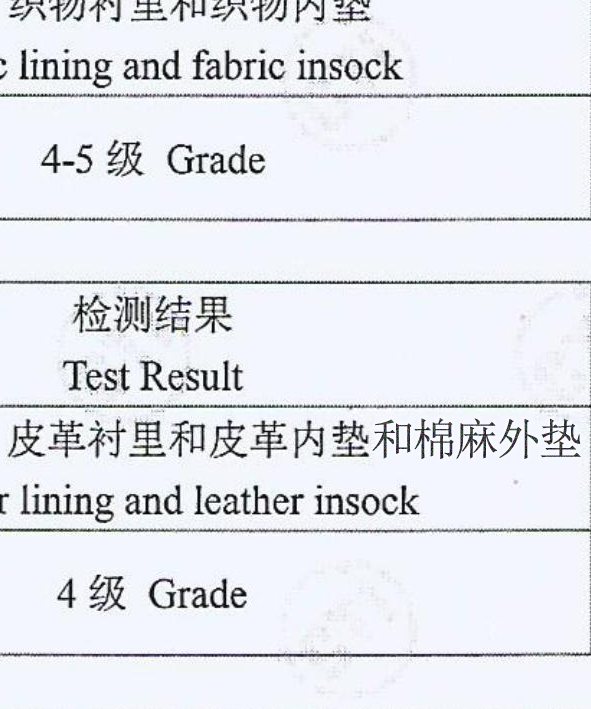 织物衬里和织物内垫
c lining and fabric insock
4-5 级 Grade
检测结果
Test Result
皮革衬里和皮革内垫和棉麻外垫
r lining and leather insock
4 级 Grade